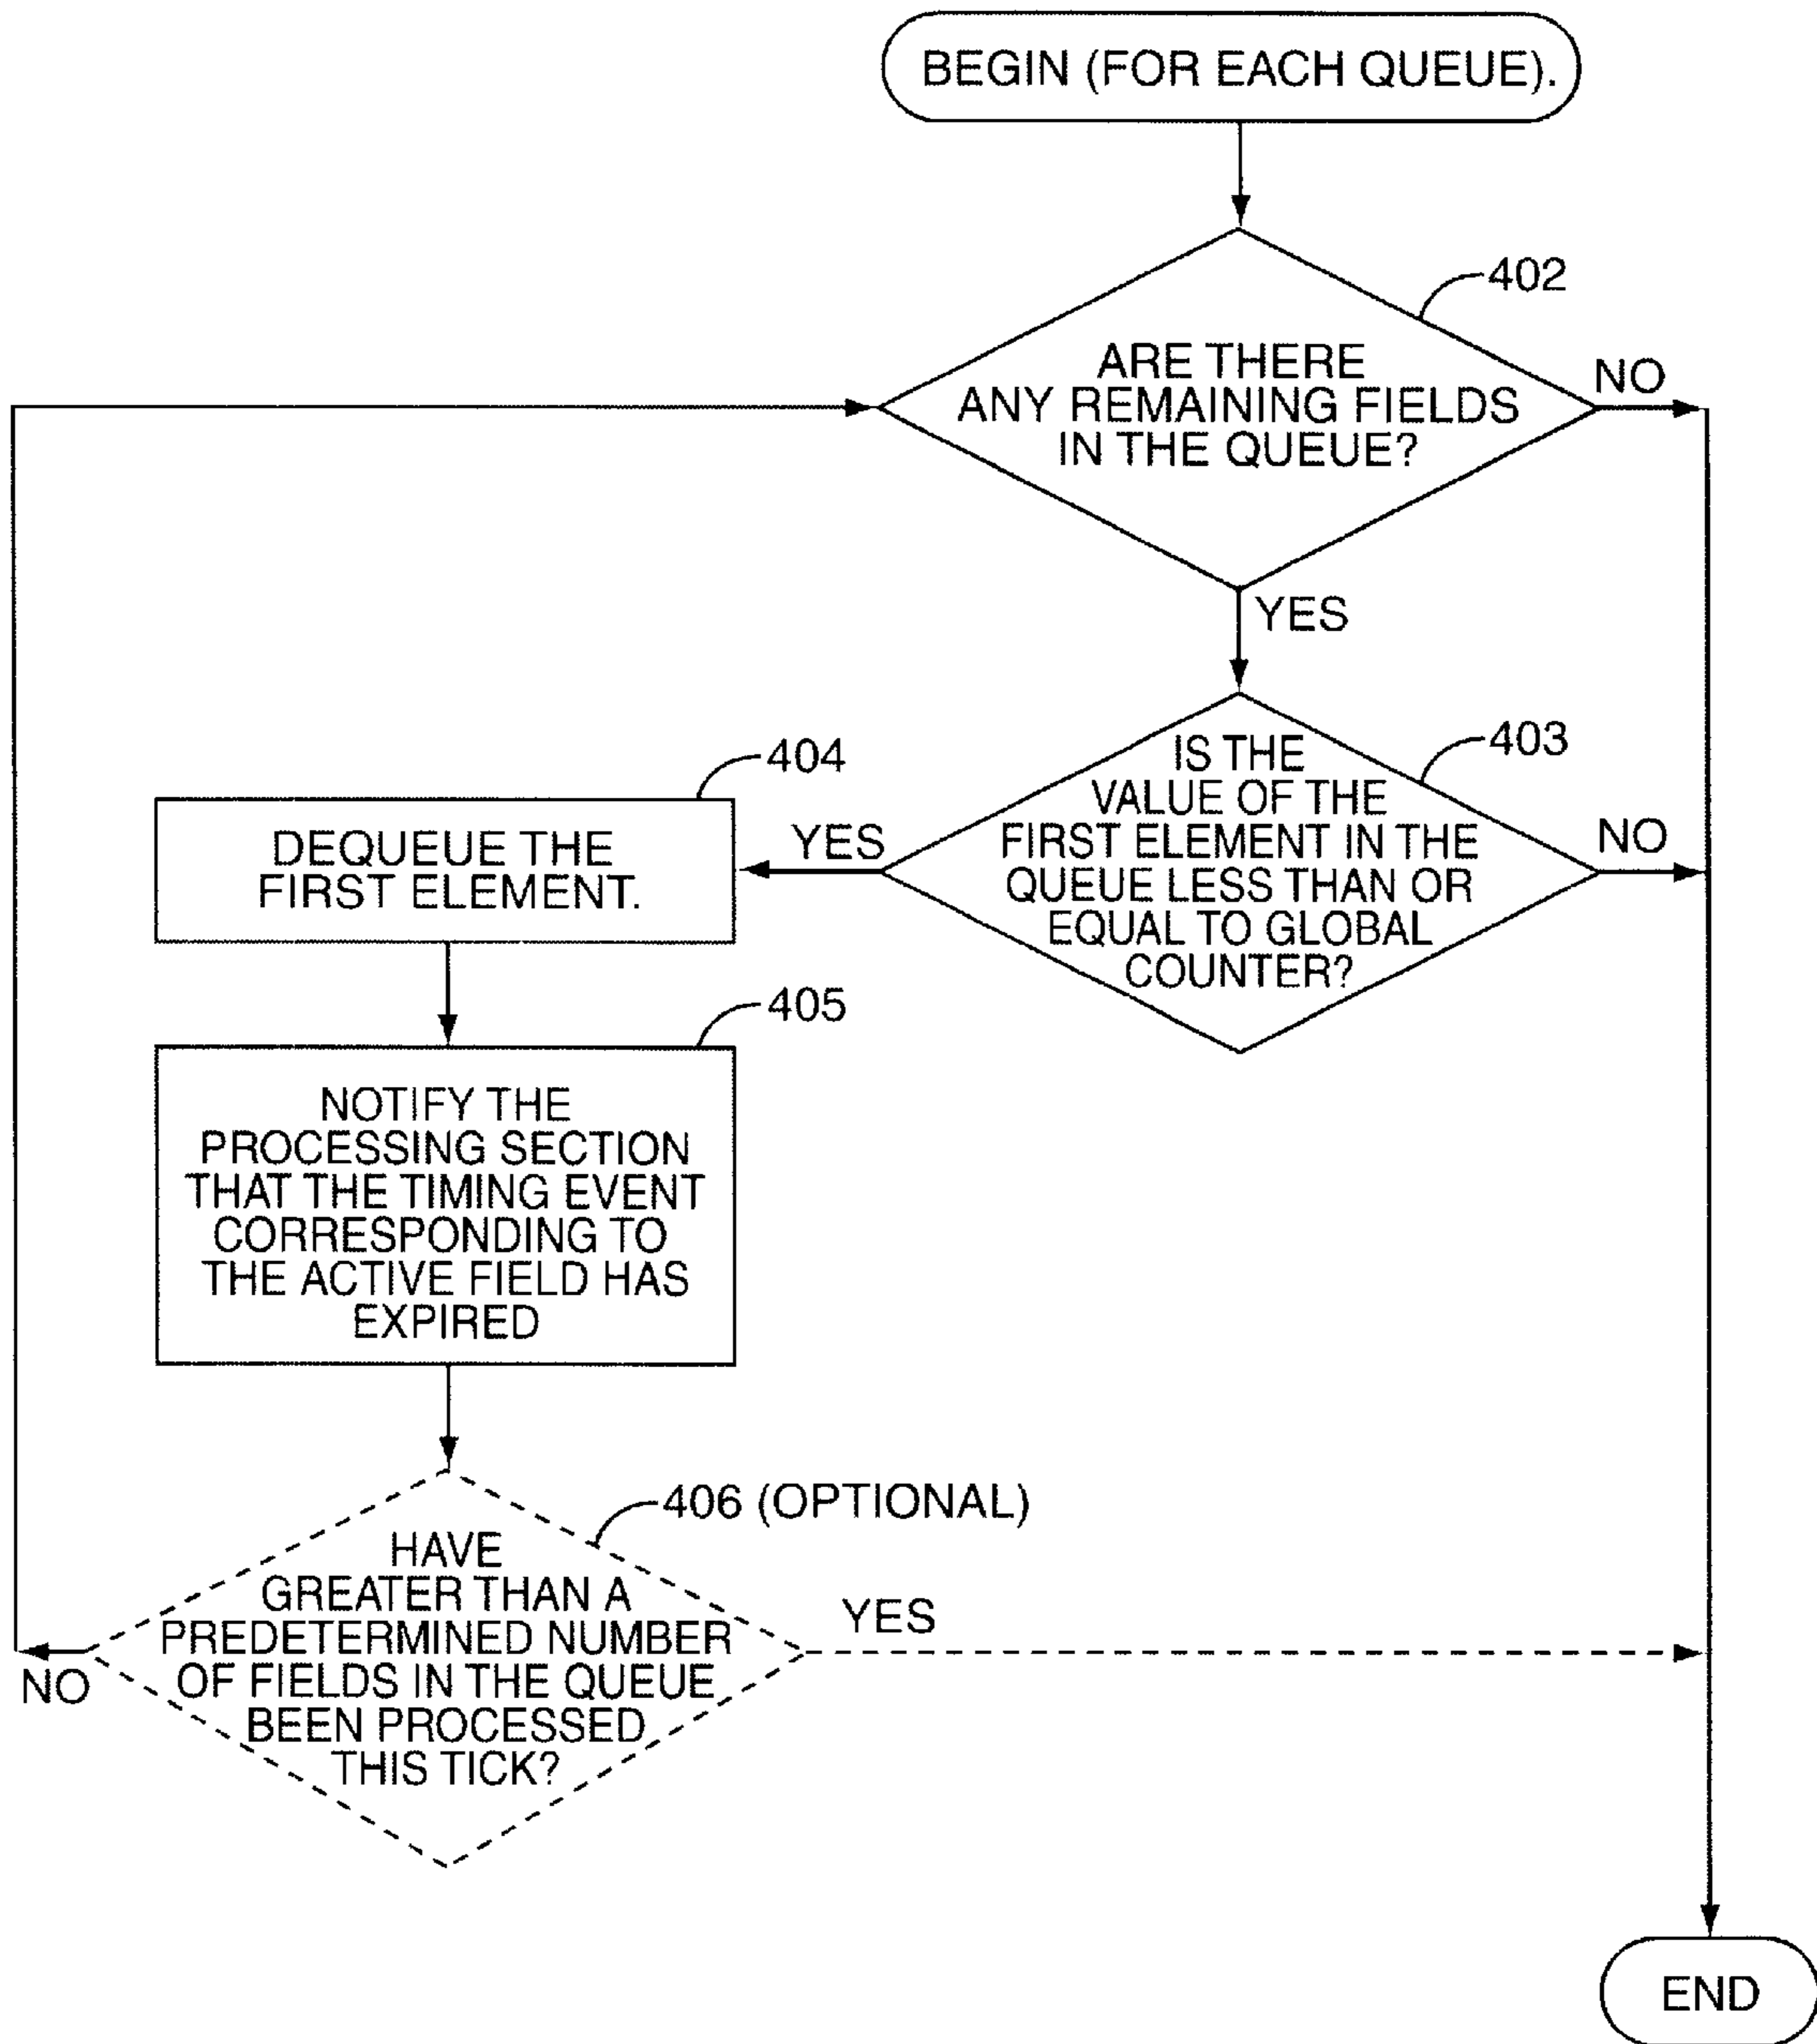 BEGIN (FOR EACH QUEUE).
402
ARE THERE
ANY REMAINING FIELDS
IN THE QUEUE?
NO
YES
403
IS THE
VALUE OF THE
FIRST ELEMENT IN THE
QUEUE LESS THAN OR
EQUAL TO GLOBAL
COUNTER?
NO
YES
404
DEQUEUE THE
FIRST ELEMENT.
405
NOTIFY THE
PROCESSING SECTION
THAT THE TIMING EVENT
CORRESPONDING TO
THE ACTIVE FIELD HAS
EXPIRED
406 (OPTIONAL)
HAVE
GREATER THAN A
PREDETERMINED NUMBER
OF FIELDS IN THE QUEUE
BEEN PROCESSED
THIS TICK?
YES
NO
END